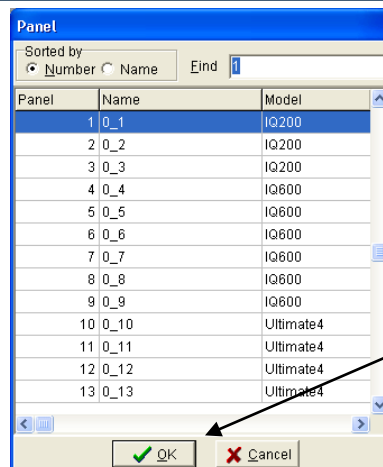 Panel
Sorted by
Number Name Find 1
Panel Name Model
1 0_1 IQ200
2 0_2 IQ200
3 0_3 IQ200
4 0_4 IQ600
5 0_5 IQ600
6 0_6 IQ600
7 0_7 IQ600
8 0_8 IQ600
9 0_9 IQ600
10 0_10 Ultimate4
11 0_11 Ultimate4
12 0_12 Ultimate4
13 0_13 Ultimate4
OK Cancel